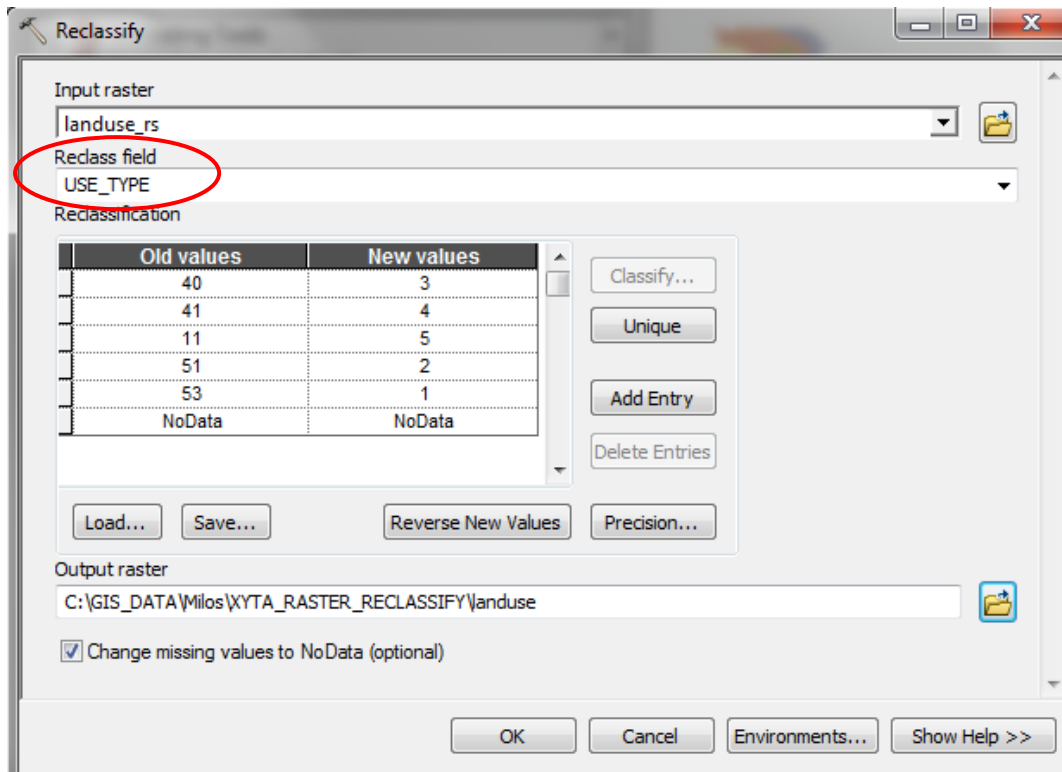 Reclassify
Input raster
landuse_rs
Reclass field
USE_TYPE
Reclassification
Old values New values
40 3
41 4
11 5
51 2
53 1
NoData NoData
Classify...
Unique
Add Entry
Delete Entries
Load... Save... Reverse New Values Precision...
Output raster
C:\GIS_DATA\Milos\XYTA_RASTER_RECLASSIFY\landuse
Change missing values to NoData (optional)
OK Cancel Environments... Show Help >>